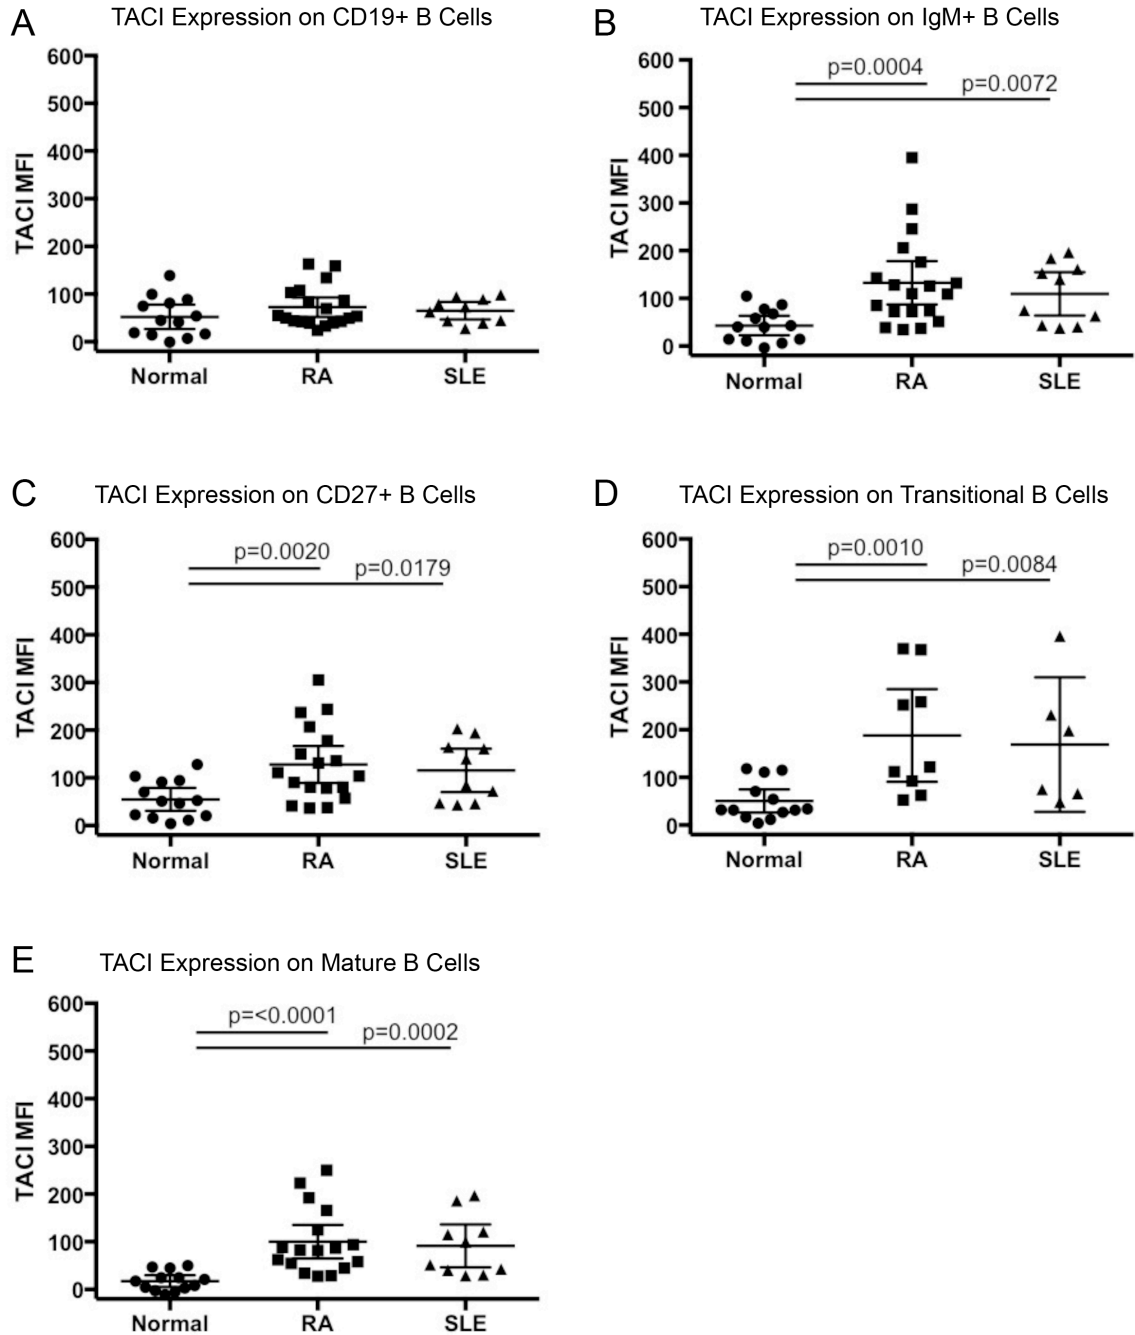 A
TACI Expression on CD19+ B Cells
600
500
400
300
200
100
0
TACI MFI
Normal
RA
SLE
B
TACI Expression on IgM+ B Cells
p=0.0004
p=0.0072
600
500
400
300
200
100
0
TACI MFI
Normal
RA
SLE
C
TACI Expression on CD27+ B Cells
p=0.0020
p=0.0179
600
500
400
300
200
100
0
TACI MFI
Normal
RA
SLE
D
TACI Expression on Transitional B Cells
p=0.0010
p=0.0084
600
500
400
300
200
100
0
TACI MFI
Normal
RA
SLE
E
TACI Expression on Mature B Cells
p=<0.0001
p=0.0002
600
500
400
300
200
100
0
TACI MFI
Normal
RA
SLE